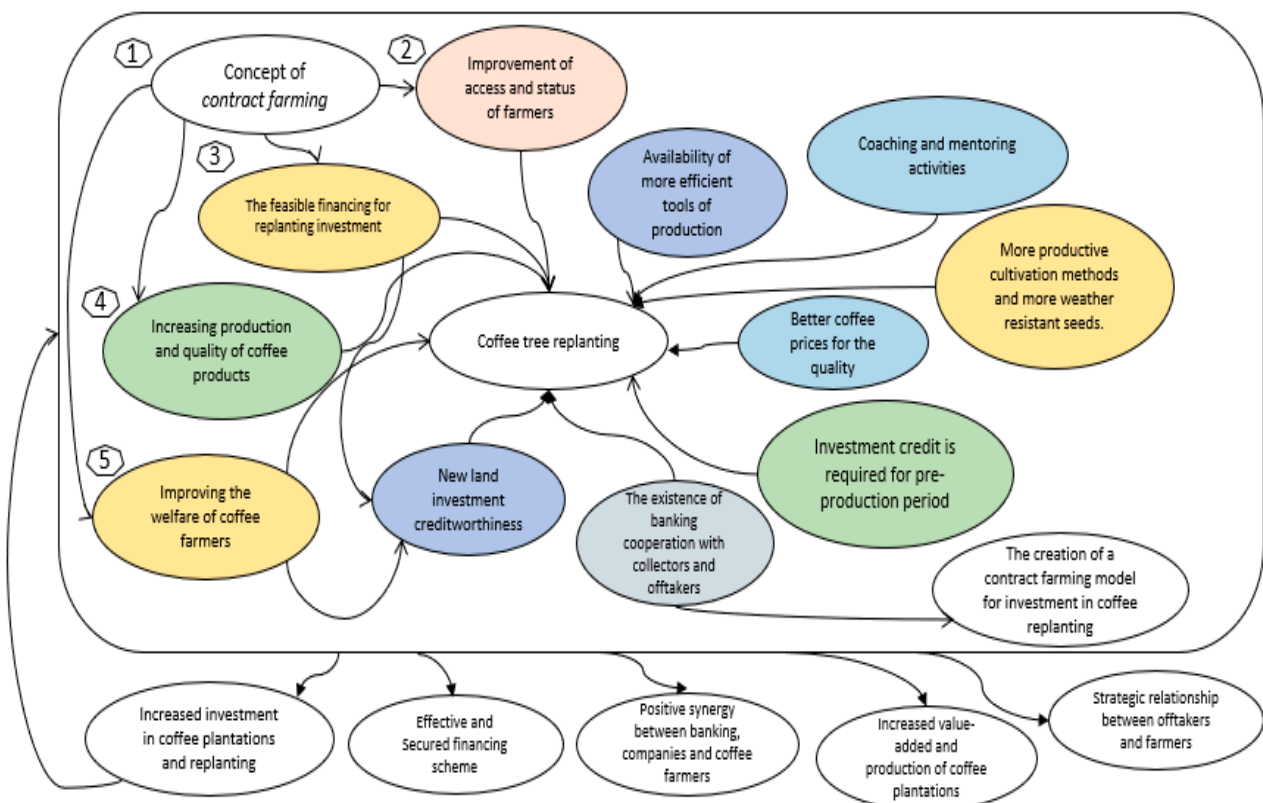 1
Concept of
contract farming
2
Improvement of
access and status
of farmers
3
The feasible financing for
replanting investment
4
Increasing production
and quality of coffee
products
5
Improving the
welfare of coffee
farmers
Availability of
more efficient
tools of
production
Coaching and mentoring
activities
More productive
cultivation methods
and more weather
resistant seeds.
Coffee tree replanting
Better coffee
prices for the
quality
New land
investment
creditworthiness
The existence of
banking
cooperation with
collectors and
offtakers
Investment credit is
required for pre-
production period
The creation of a
contract farming model
for investment in coffee
replanting
Increased investment
in coffee plantations
and replanting
Effective and
Secured financing
scheme
Positive synergy
between banking,
companies and coffee
farmers
Increased value-
added and
production of coffee
plantations
Strategic relationship
between offtakers
and farmers